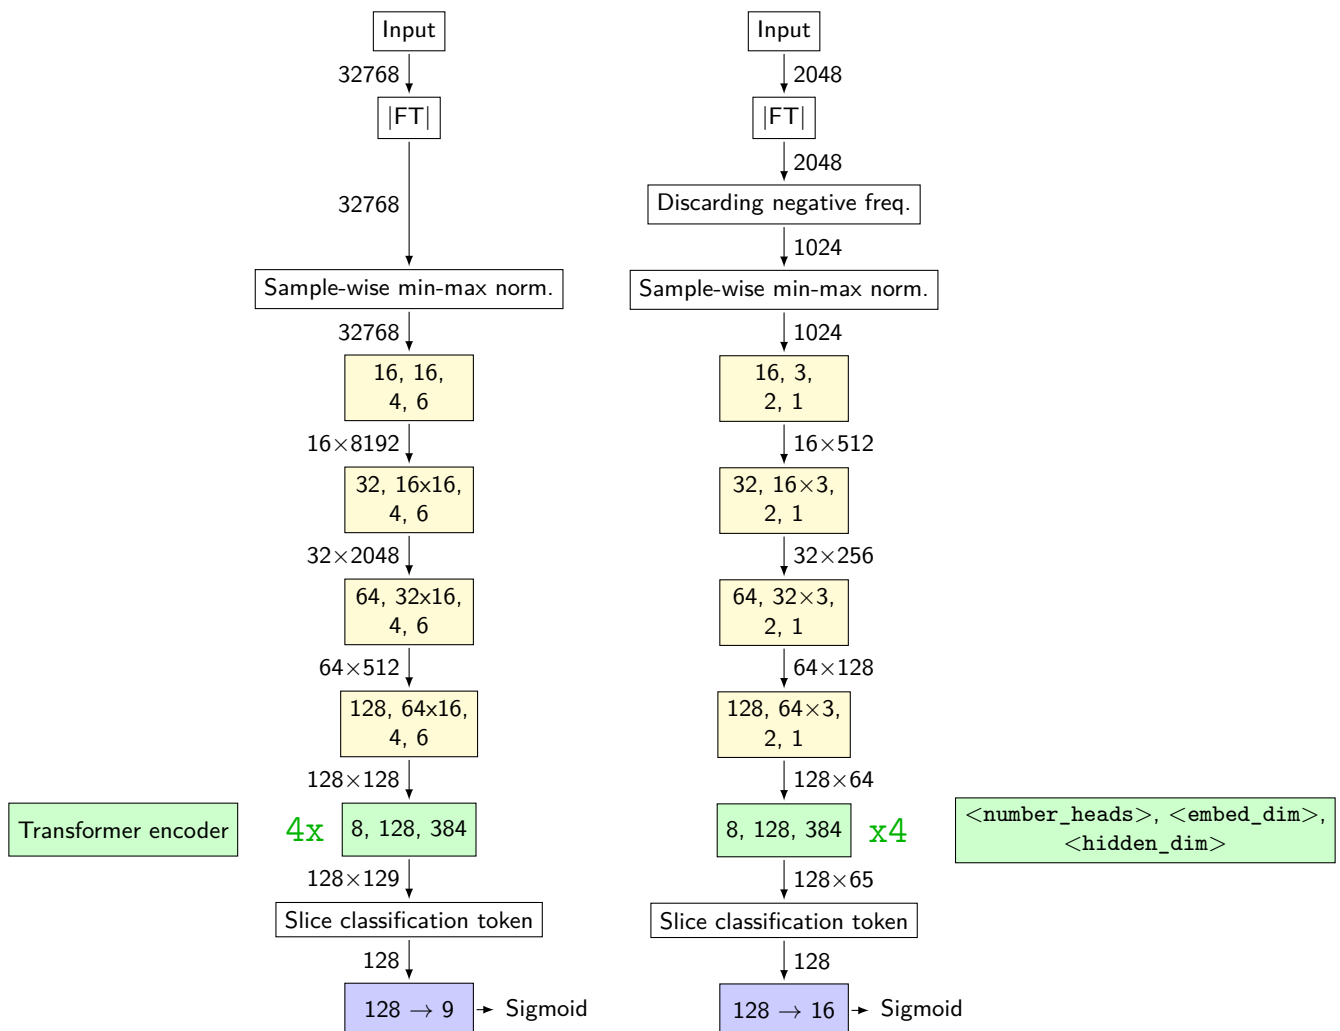 Input
32768
|FT|
32768
Sample-wise min-max norm.
32768
16, 16,
4, 6
16×8192
32, 16x16,
4, 6
32×2048
64, 32x16,
4, 6
64×512
128, 64x16,
4, 6
128×128
Transformer encoder
4x
8, 128, 384
128×129
Slice classification token
128
128 → 9
Sigmoid
Input
2048
|FT|
2048
Discarding negative freq.
1024
Sample-wise min-max norm.
1024
16, 3,
2, 1
16×512
32, 16×3,
2, 1
32×256
64, 32×3,
2, 1
64×128
128, 64×3,
2, 1
128×64
8, 128, 384
x4
<number_heads>, <embed_dim>,
<hidden_dim>
128×65
Slice classification token
128
128 → 16
Sigmoid